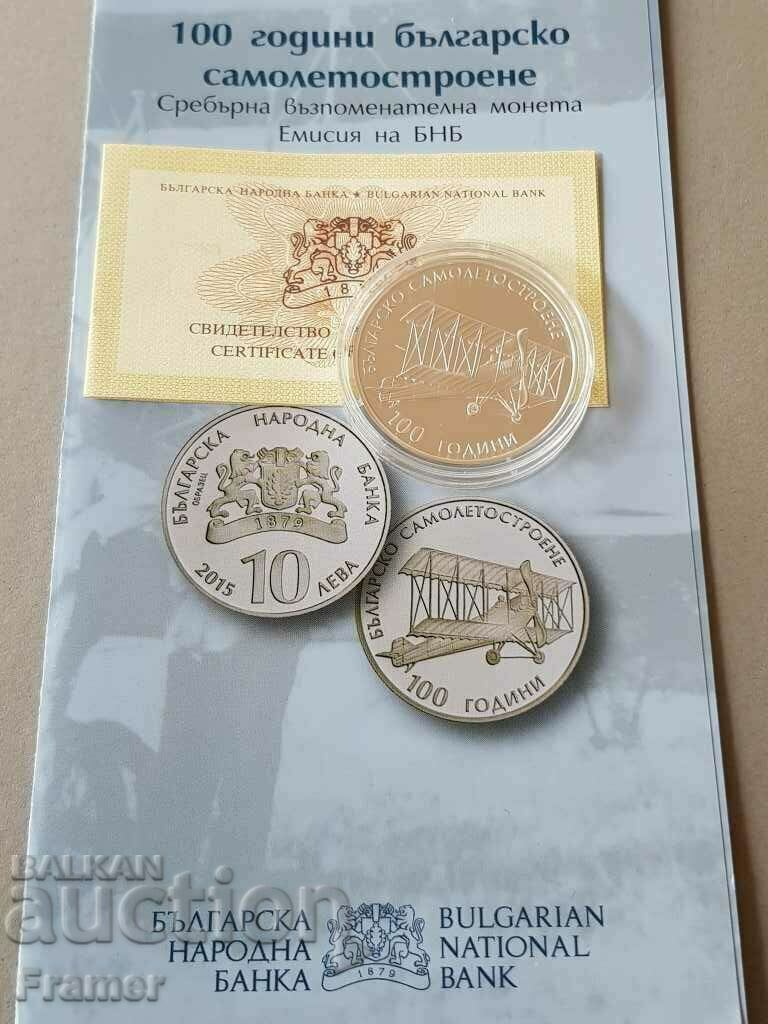 100 години българско
самолетостроене
Сребърна възпоменателна монета
Емисия на БНБ
БЪЛГАРСКА НАРОДНА БАНКА ★ BULGARIAN NATIONAL BANK
СВИДЕТЕЛСТВО
CERTIFICATE
БЪЛГАРСКО САМОЛЕТОСТРОЕНЕ
100 ГОДИНИ
БЪЛГАРСКА НАРОДНА БАНКА
ОБРАЗЕЦ
1879
2015 10 ЛЕВА
БЪЛГАРСКО САМОЛЕТОСТРОЕНЕ
100 ГОДИНИ
BALKAN
auction
БЪЛГАРСКА
НАРОДНА
БАНКА
1879
BULGARIAN
NATIONAL
BANK
Framer